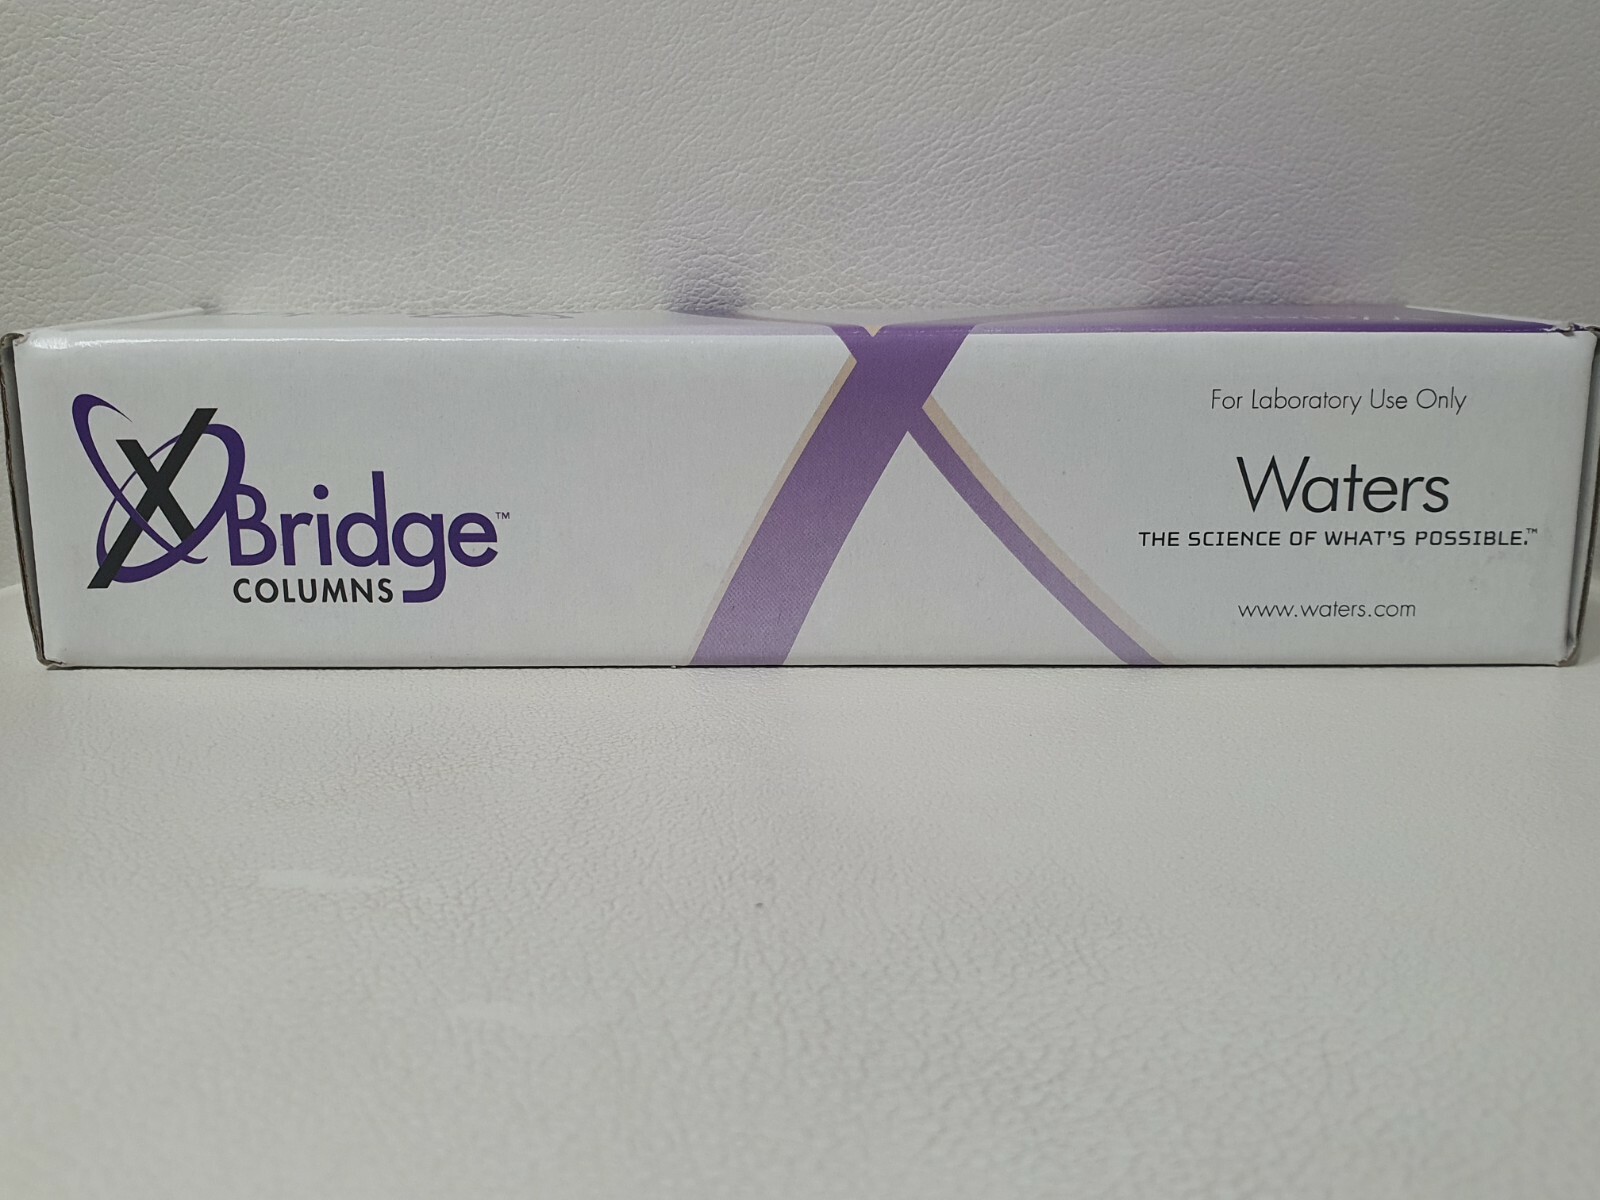 XBridge™
COLUMNS
For Laboratory Use Only
Waters
THE SCIENCE OF WHAT'S POSSIBLE.™
www.waters.com